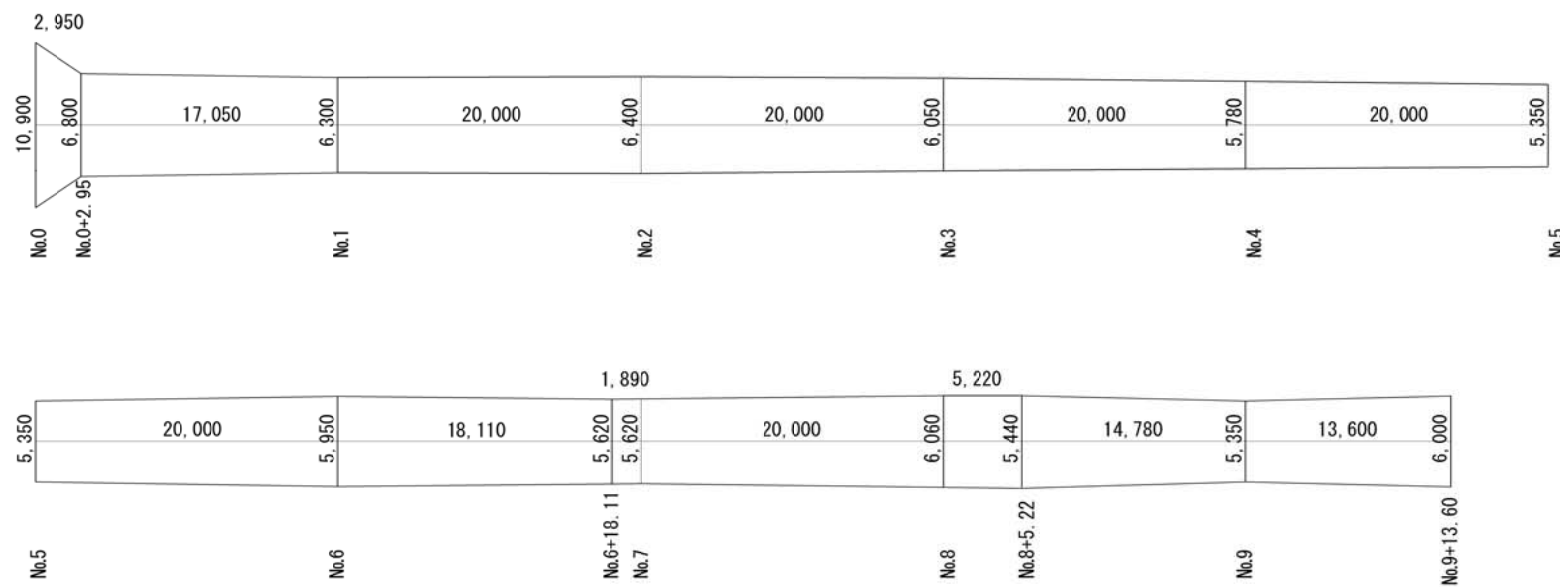 2,950
10,900
6,800
17,050
6,300
20,000
6,400
20,000
6,050
20,000
5,780
20,000
5,350
No.0
No.0+2.95
No.1
No.2
No.3
No.4
No.5
1,890
5,220
5,350
20,000
5,950
18,110
5,620
5,620
20,000
6,060
5,440
14,780
5,350
13,600
6,000
No.5
No.6
No.6+18.11
No.7
No.8
No.8+5.22
No.9
No.9+13.60